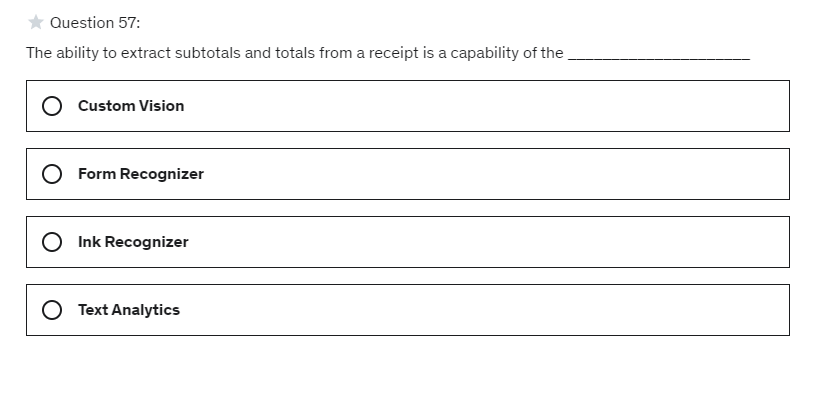 Question 57:
The ability to extract subtotals and totals from a receipt is a capability of the ______________________
Custom Vision
Form Recognizer
Ink Recognizer
Text Analytics